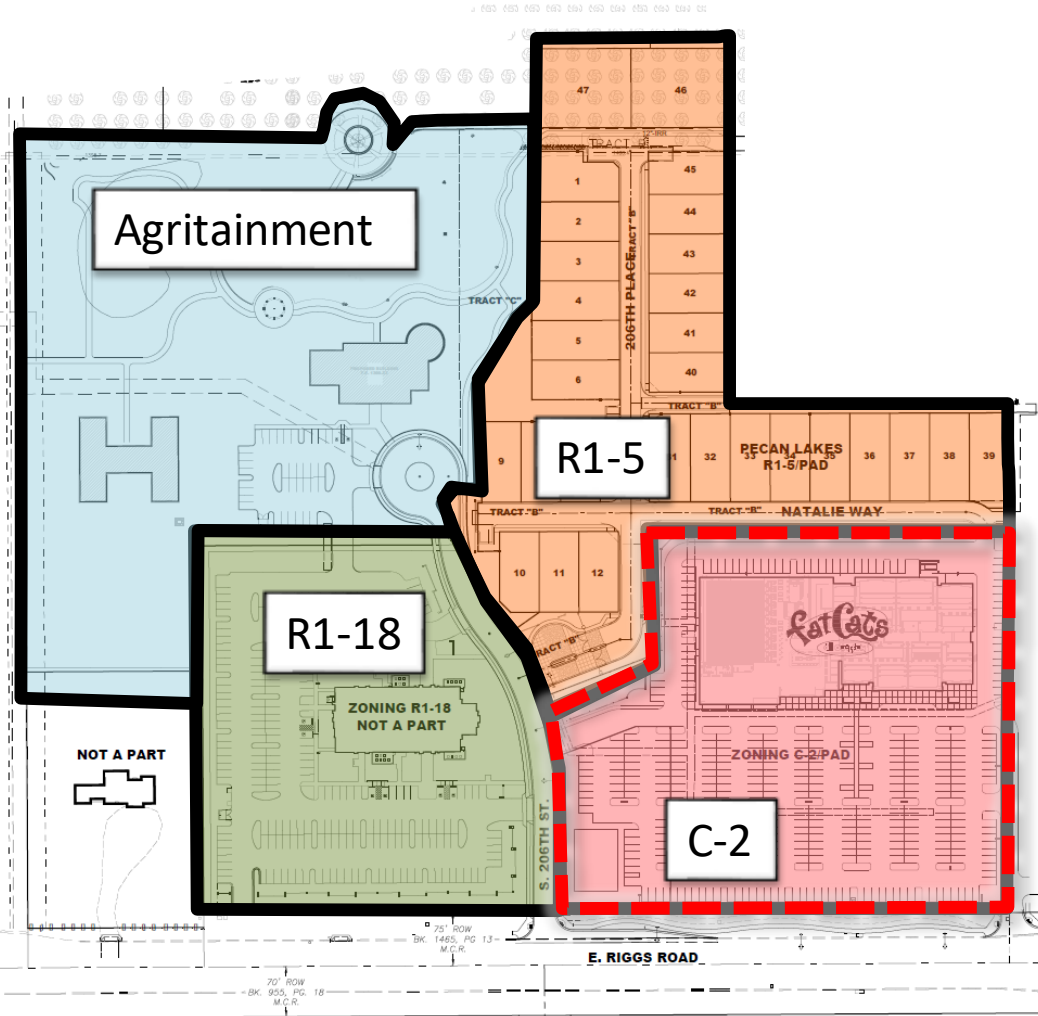 47
46
TRACT
1
45
2
44
Agritainment
206TH PLACE
TRACT "B"
3
43
TRACT "C"
4
42
5
41
6
40
TRACT "B"
9
R1-5
32
33
34
35
36
37
38
39
PECAN LAKES
R1-5/PAD
TRACT "B"
TRACT "B"
NATALIE WAY
10
11
12
R1-18
fatCats
TRACT "B"
ZONING R1-18
NOT A PART
NOT A PART
ZONING C-2/PAD
C-2
S. 206TH ST.
75' ROW
BK. 1465, PG 13
M.C.R.
E. RIGGS ROAD
70' ROW
BK. 955, PG. 18
M.C.R.